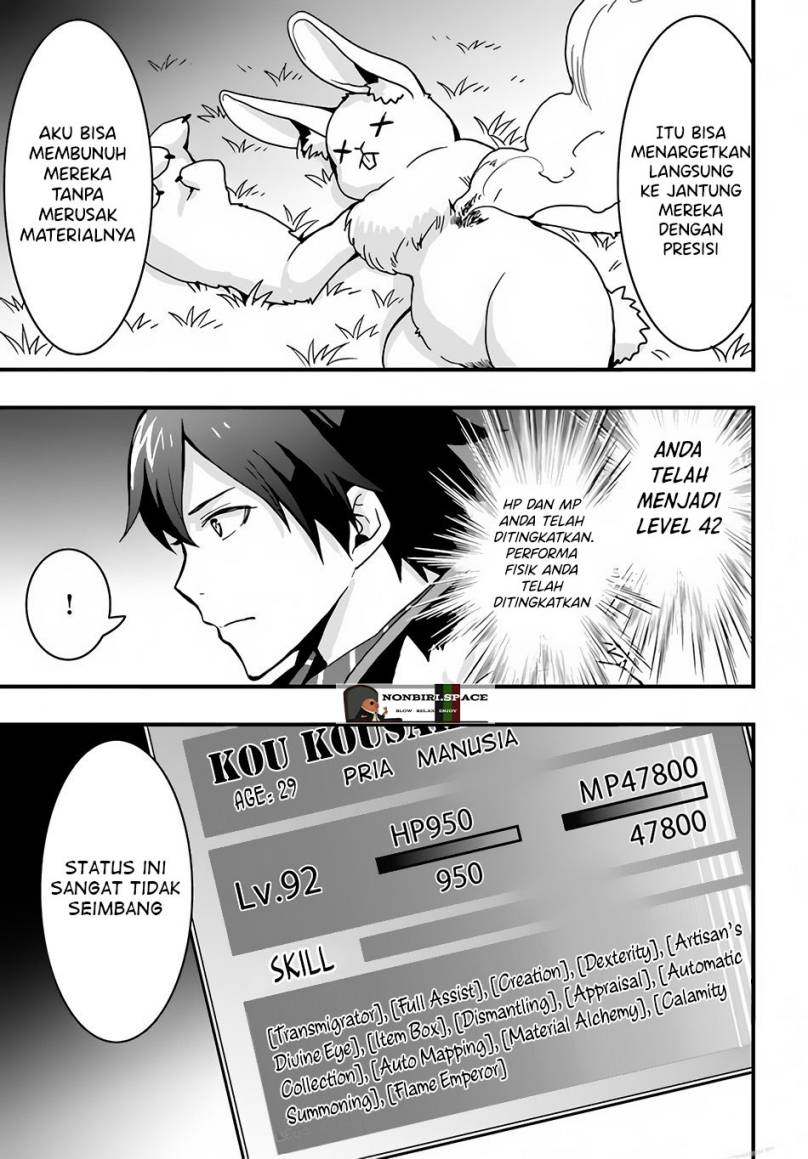 ITU BISA
MENARGETKAN
LANGSUNG
KE JANTUNG
MEREKA
DENGAN
PRESISI
AKU BISA
MEMBUNUH
MEREKA
TANPA
MERUSAK
MATERIALNYA
ANDA
TELAH
MENJADI
LEVEL 42
HP DAN MP
ANDA TELAH
DITINGKATKAN.
PERFORMA
FISIK ANDA
TELAH
DITINGKATKAN
!
NONBIRI.SPACE
SLOW RELAX ENJOY
KOU
AGE: 29 PRIA MANUSIA
Lv.92
HP950
950
MP47800
47800
STATUS INI
SANGAT TIDAK
SEIMBANG
SKILL
[Transmigrator], [Full Assist], [Creation], [Dexterity], [Artisan's
Divine Eye], [Item Box], [Dismantling], [Appraisal], [Automatic
Collection], [Auto Mapping], [Material Alchemy], [Calamity
Summoning], [Flame Emperor]